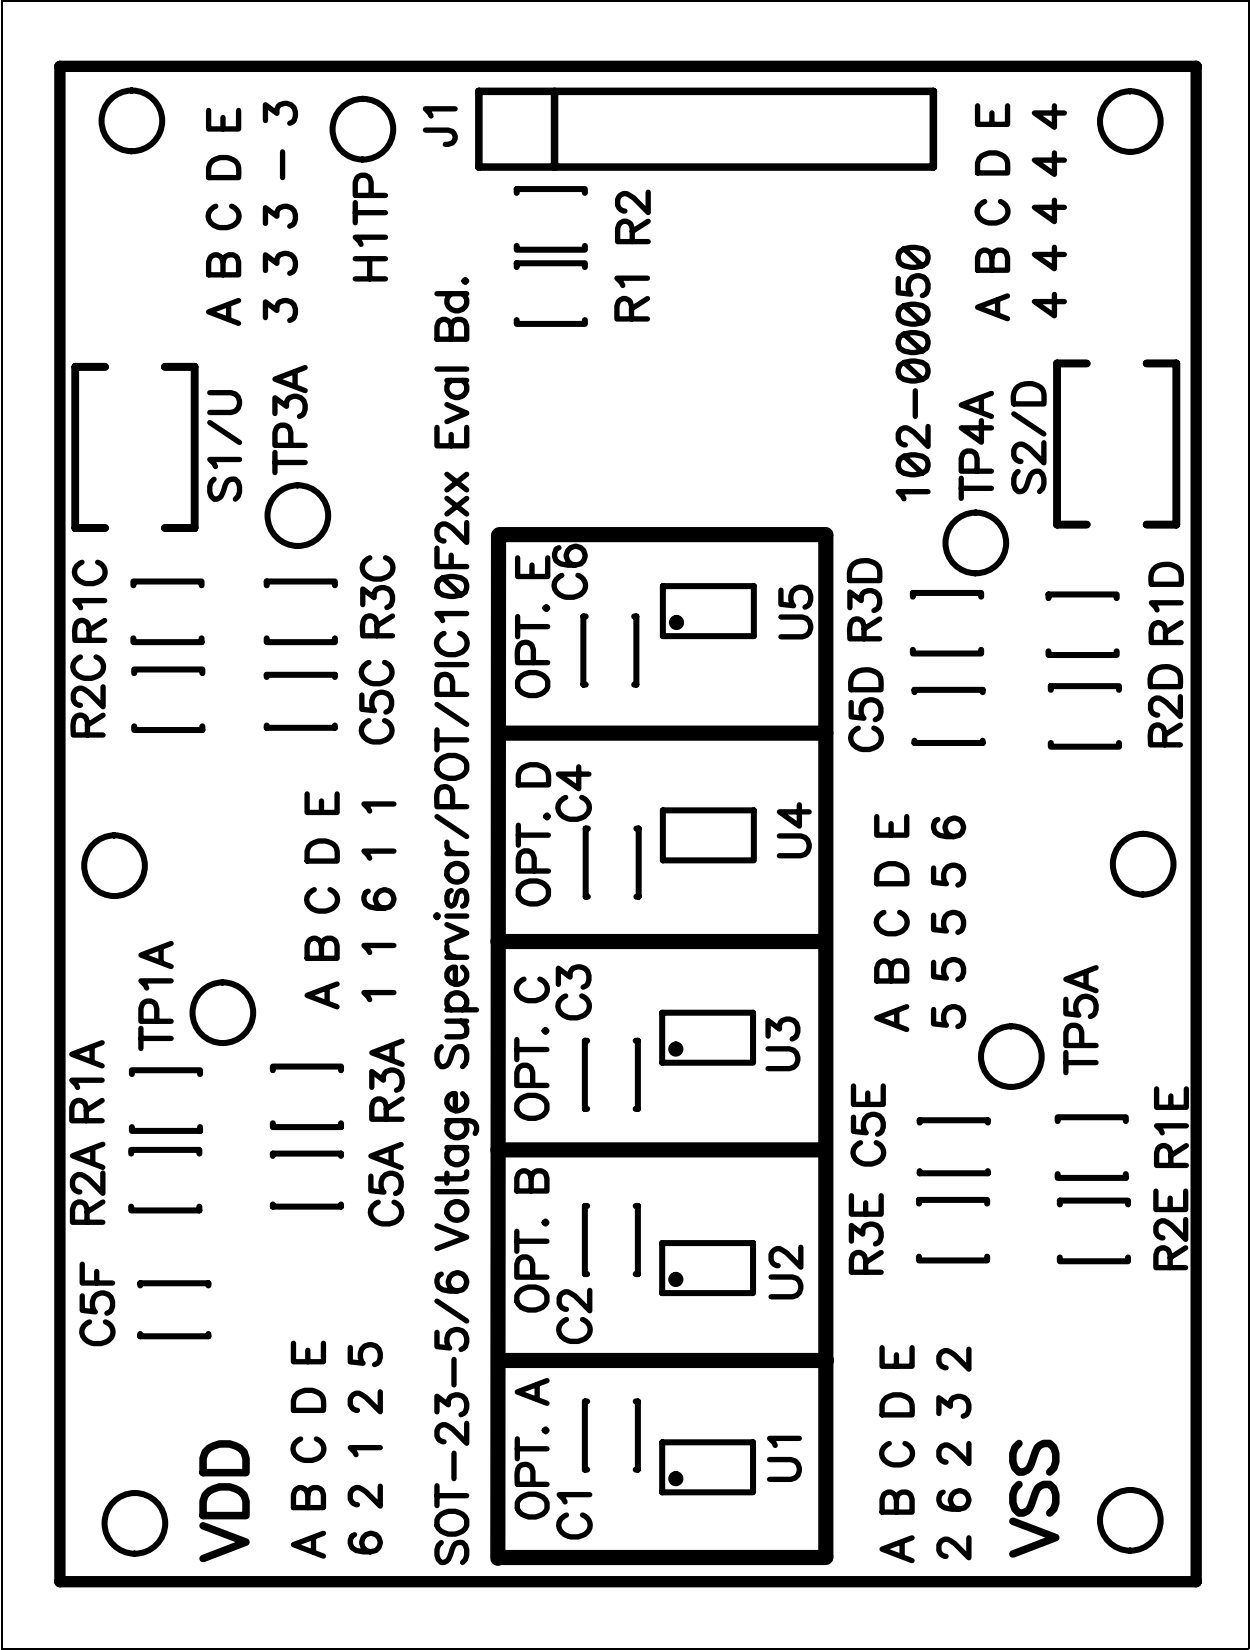 C5F
R2A R1A
R2C R1C
TP1A
VDD
S1/U
A B C D E
3 3 3 - 3
TP3A
A B C D E
6 2 1 2 5
A B C D E
1 1 6 1 1
H1TP
C5A R3A
C5C R3C
J1
SOT-23-5/6 Voltage Supervisor/POT/PIC10F2xx Eval Bd.
OPT. A
C1
U1
OPT. B
C2
U2
OPT. C
C3
U3
OPT. D
C4
U4
OPT. E
C6
U5
R1 R2
R3E C5E
C5D R3D
102-00050
A B C D E
2 6 2 3 2
A B C D E
5 5 5 5 6
TP4A
A B C D E
4 4 4 4 4
VSS
TP5A
S2/D
R2E R1E
R2D R1D